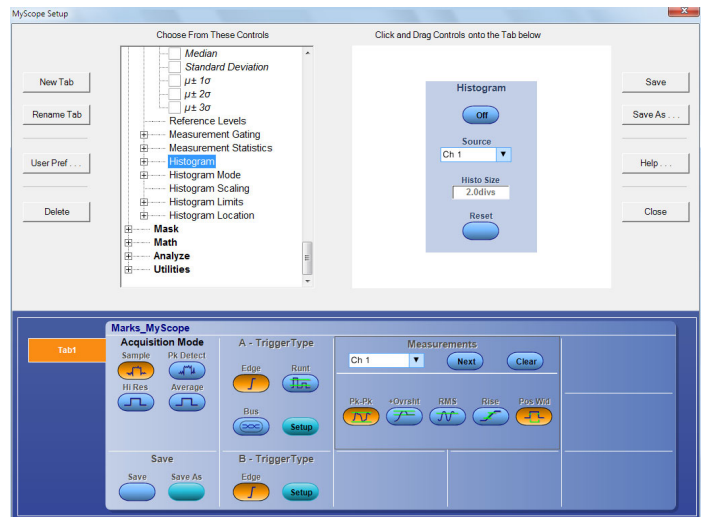 MyScope Setup
Choose From These Controls
Click and Drag Controls onto the Tab below
New Tab
Rename Tab
User Pref . . .
Delete
Median
Standard Deviation
μ± 1σ
μ± 2σ
μ± 3σ
Reference Levels
Measurement Gating
Measurement Statistics
Histogram
Histogram Mode
Histogram Scaling
Histogram Limits
Histogram Location
Mask
Math
Analyze
Utilities
Histogram
Off
Source
Ch 1
Histo Size
2.0divs
Reset
Save
Save As . . .
Help . . .
Close
Tab1
Marks_MyScope
Acquisition Mode
Sample Pk Detect
Hi Res Average
Save
Save Save As
A - TriggerType
Edge Runt
Bus
Setup
B - TriggerType
Edge
Setup
Measurements
Ch 1 Next Clear
Pk-Pk +Ovrsht RMS Rise Pos Wid